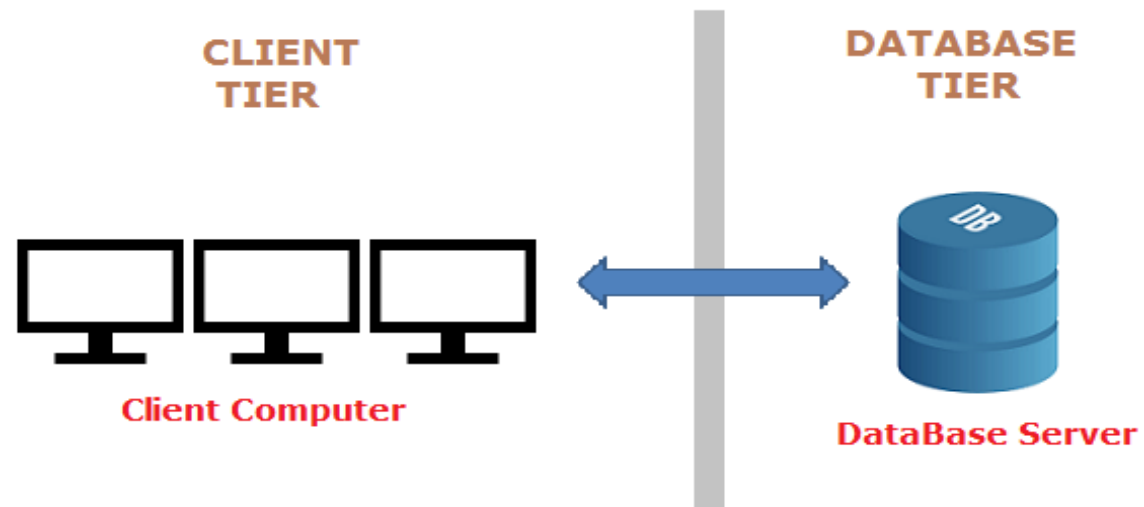 CLIENT
TIER
DATABASE
TIER
DB
Client Computer
DataBase Server